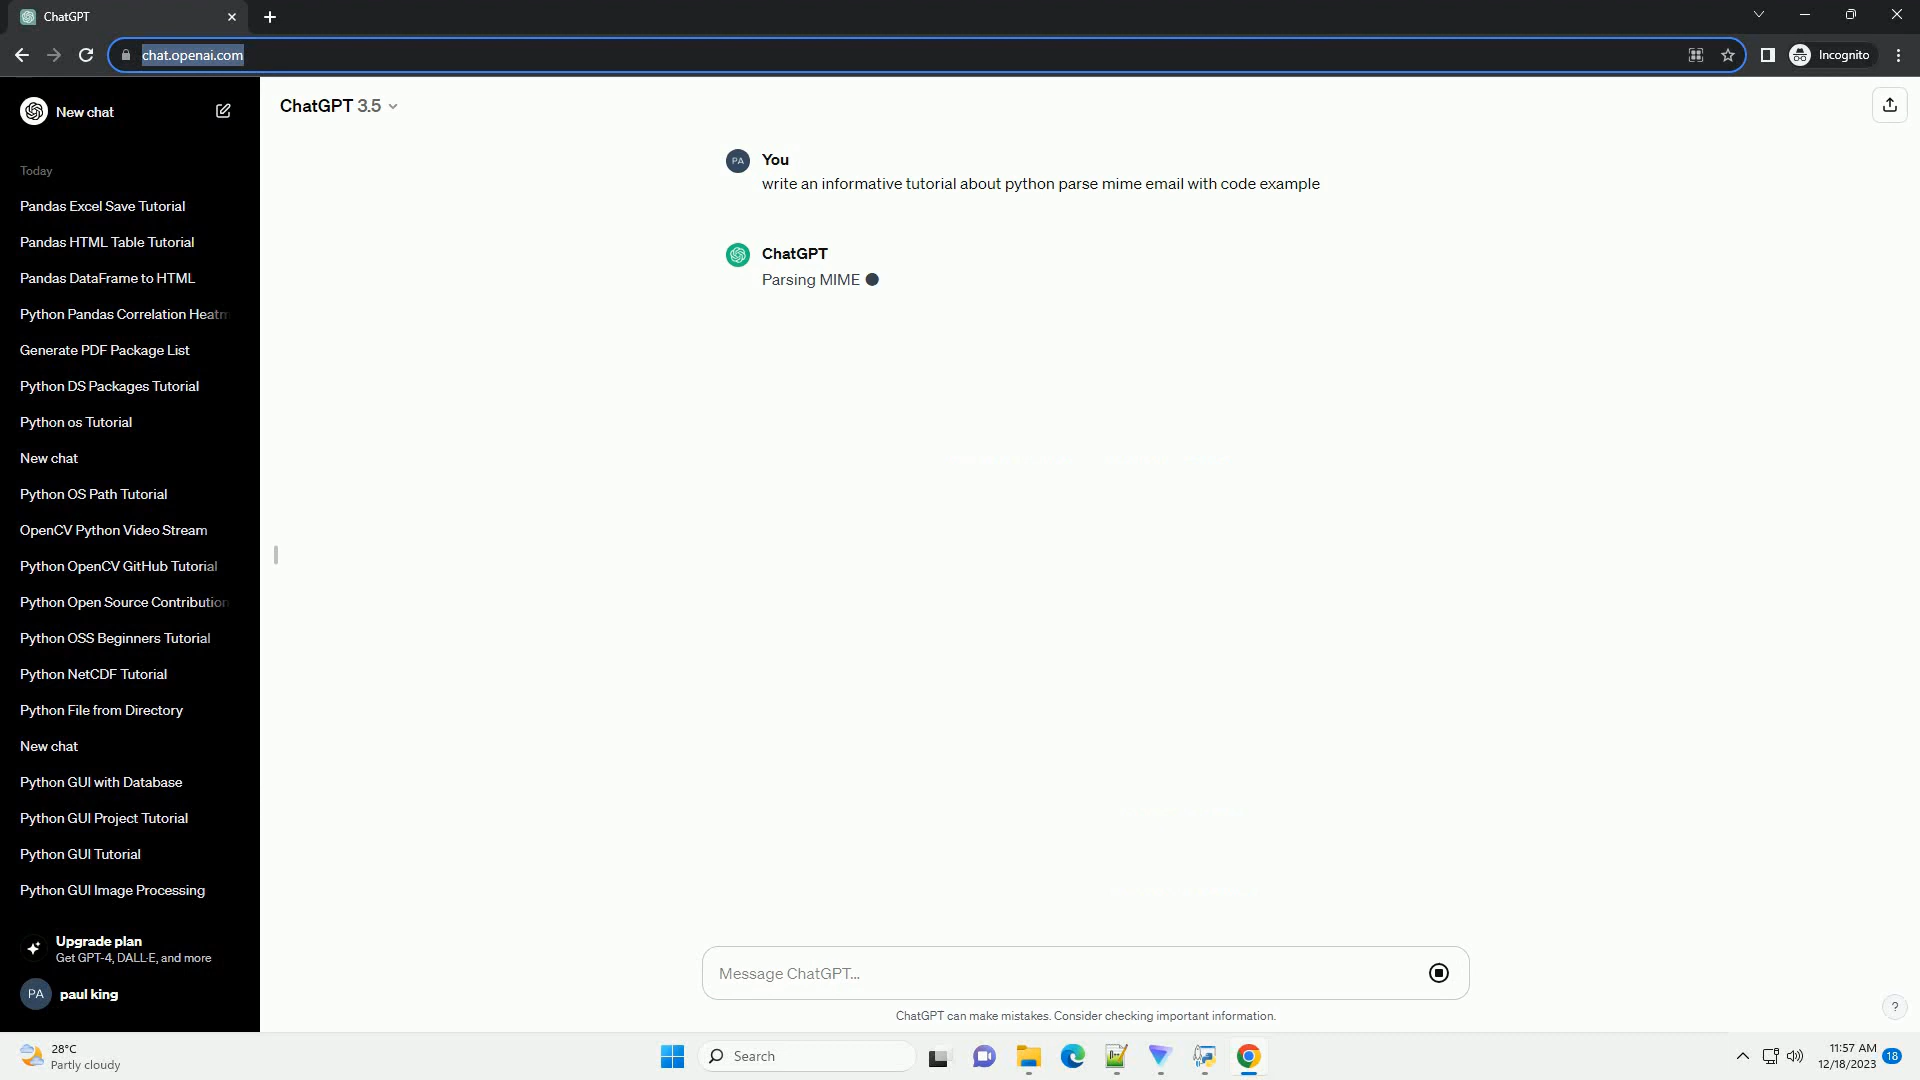 ChatGPT
chat.openai.com
Incognito
New chat
Today
Pandas Excel Save Tutorial
Pandas HTML Table Tutorial
Pandas DataFrame to HTML
Python Pandas Correlation Heatm
Generate PDF Package List
Python DS Packages Tutorial
Python os Tutorial
New chat
Python OS Path Tutorial
OpenCV Python Video Stream
Python OpenCV GitHub Tutorial
Python Open Source Contribution
Python OSS Beginners Tutorial
Python NetCDF Tutorial
Python File from Directory
New chat
Python GUI with Database
Python GUI Project Tutorial
Python GUI Tutorial
Python GUI Image Processing
Upgrade plan
Get GPT-4, DALL·E, and more
PA paul king
ChatGPT 3.5
PA You
write an informative tutorial about python parse mime email with code example
ChatGPT
Parsing MIME
Message ChatGPT...
ChatGPT can make mistakes. Consider checking important information.
?
28°C
Partly cloudy
Search
11:57 AM
12/18/2023
18